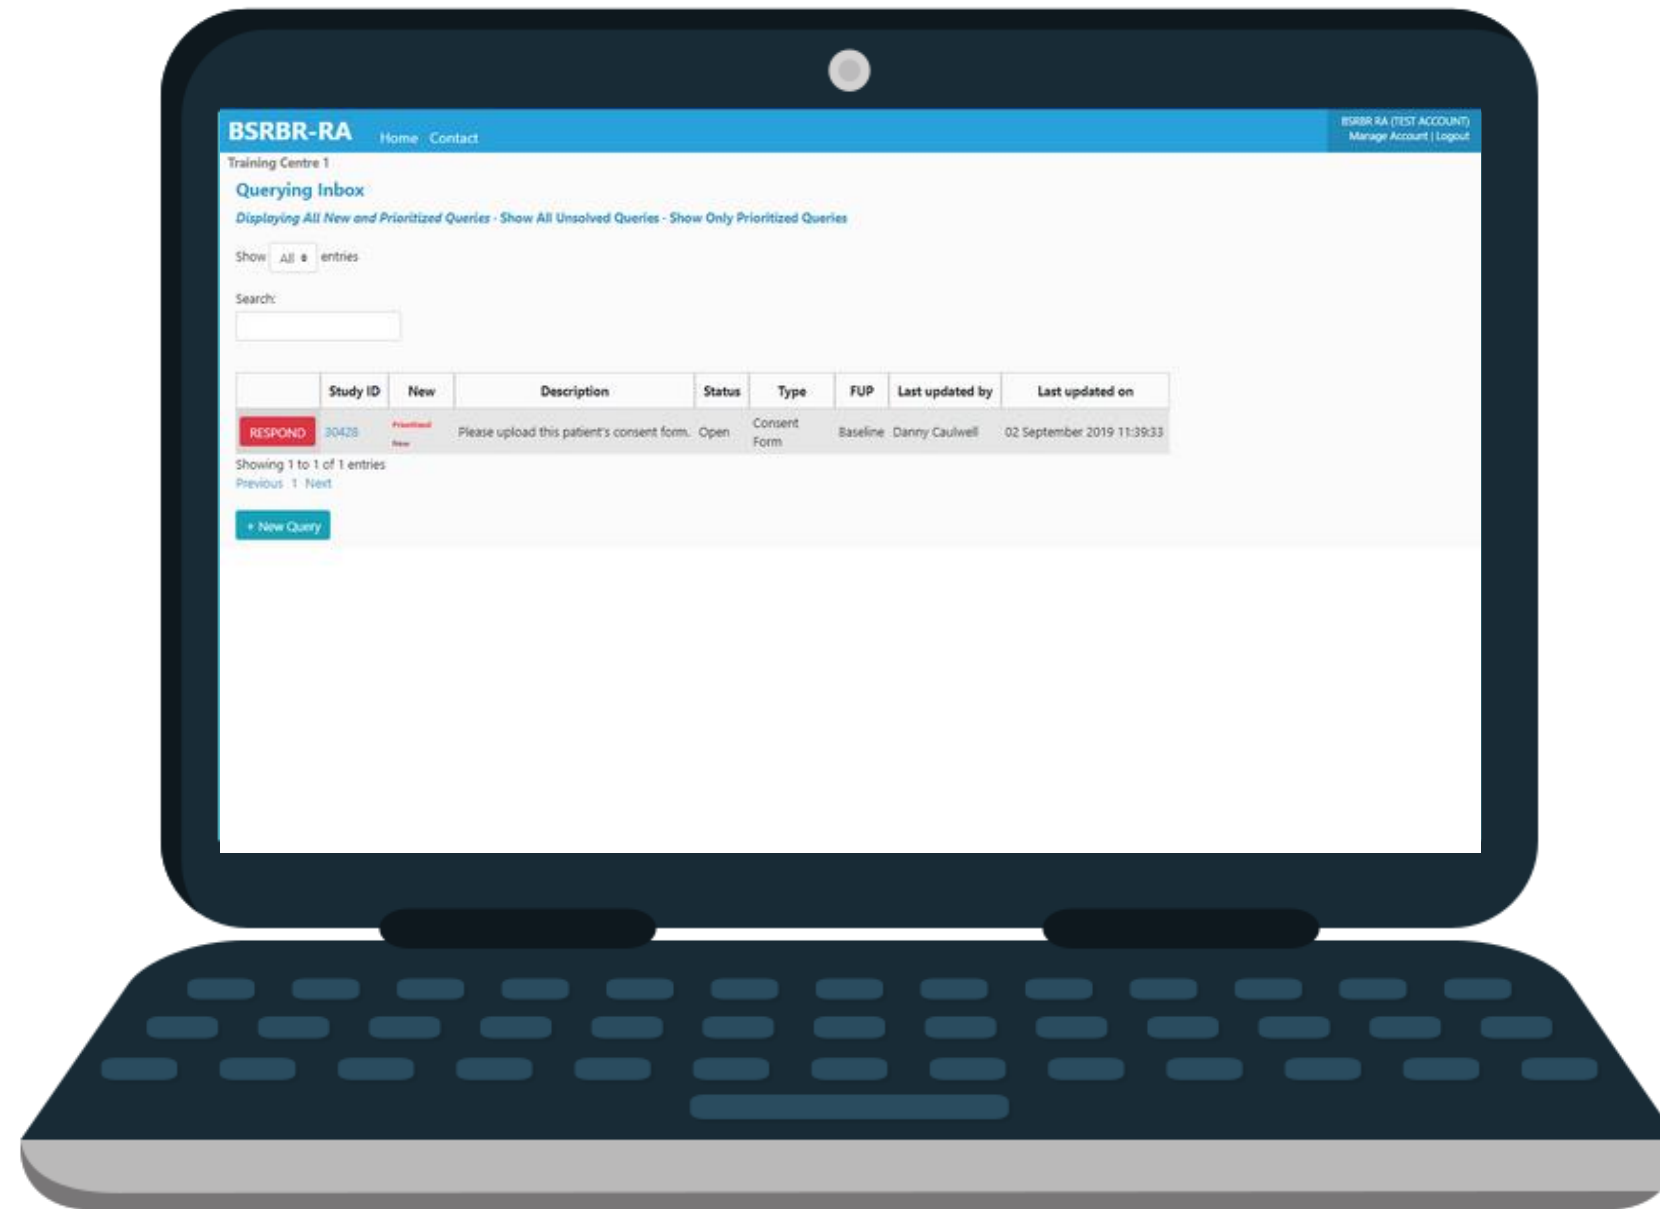 BSRBR-RA Home Contact
BSRBR RA (TEST ACCOUNT)
Manage Account | Logout
Training Centre 1
Querying Inbox
Displaying All New and Prioritized Queries - Show All Unsolved Queries - Show Only Prioritized Queries
Show All entries
Search:
Study ID New Description Status Type FUP Last updated by Last updated on
RESPOND 30428 Prioritized New Please upload this patient's consent form. Open Consent Form Baseline Danny Caulwell 02 September 2019 11:39:33
Showing 1 to 1 of 1 entries
Previous 1 Next
+ New Query